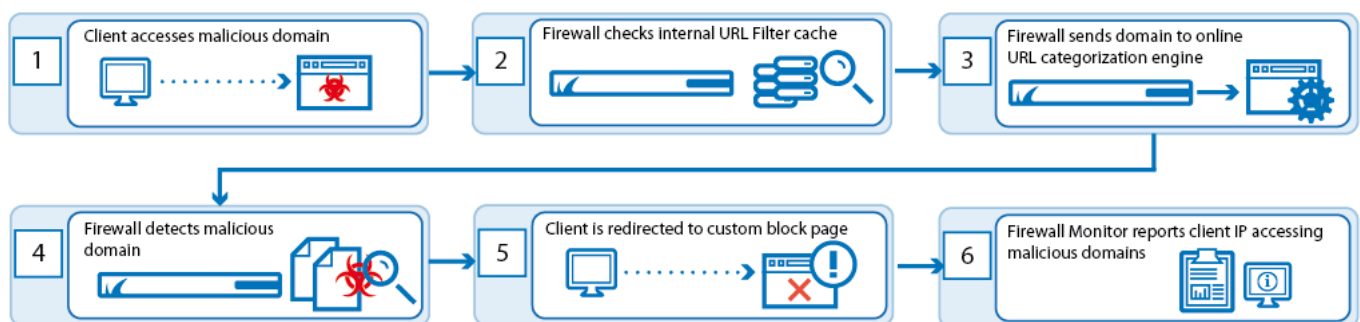 1
Client accesses malicious domain
2
Firewall checks internal URL Filter cache
3
Firewall sends domain to online
URL categorization engine
4
Firewall detects malicious
domain
5
Client is redirected to custom block page
6
Firewall Monitor reports client IP accessing
malicious domains